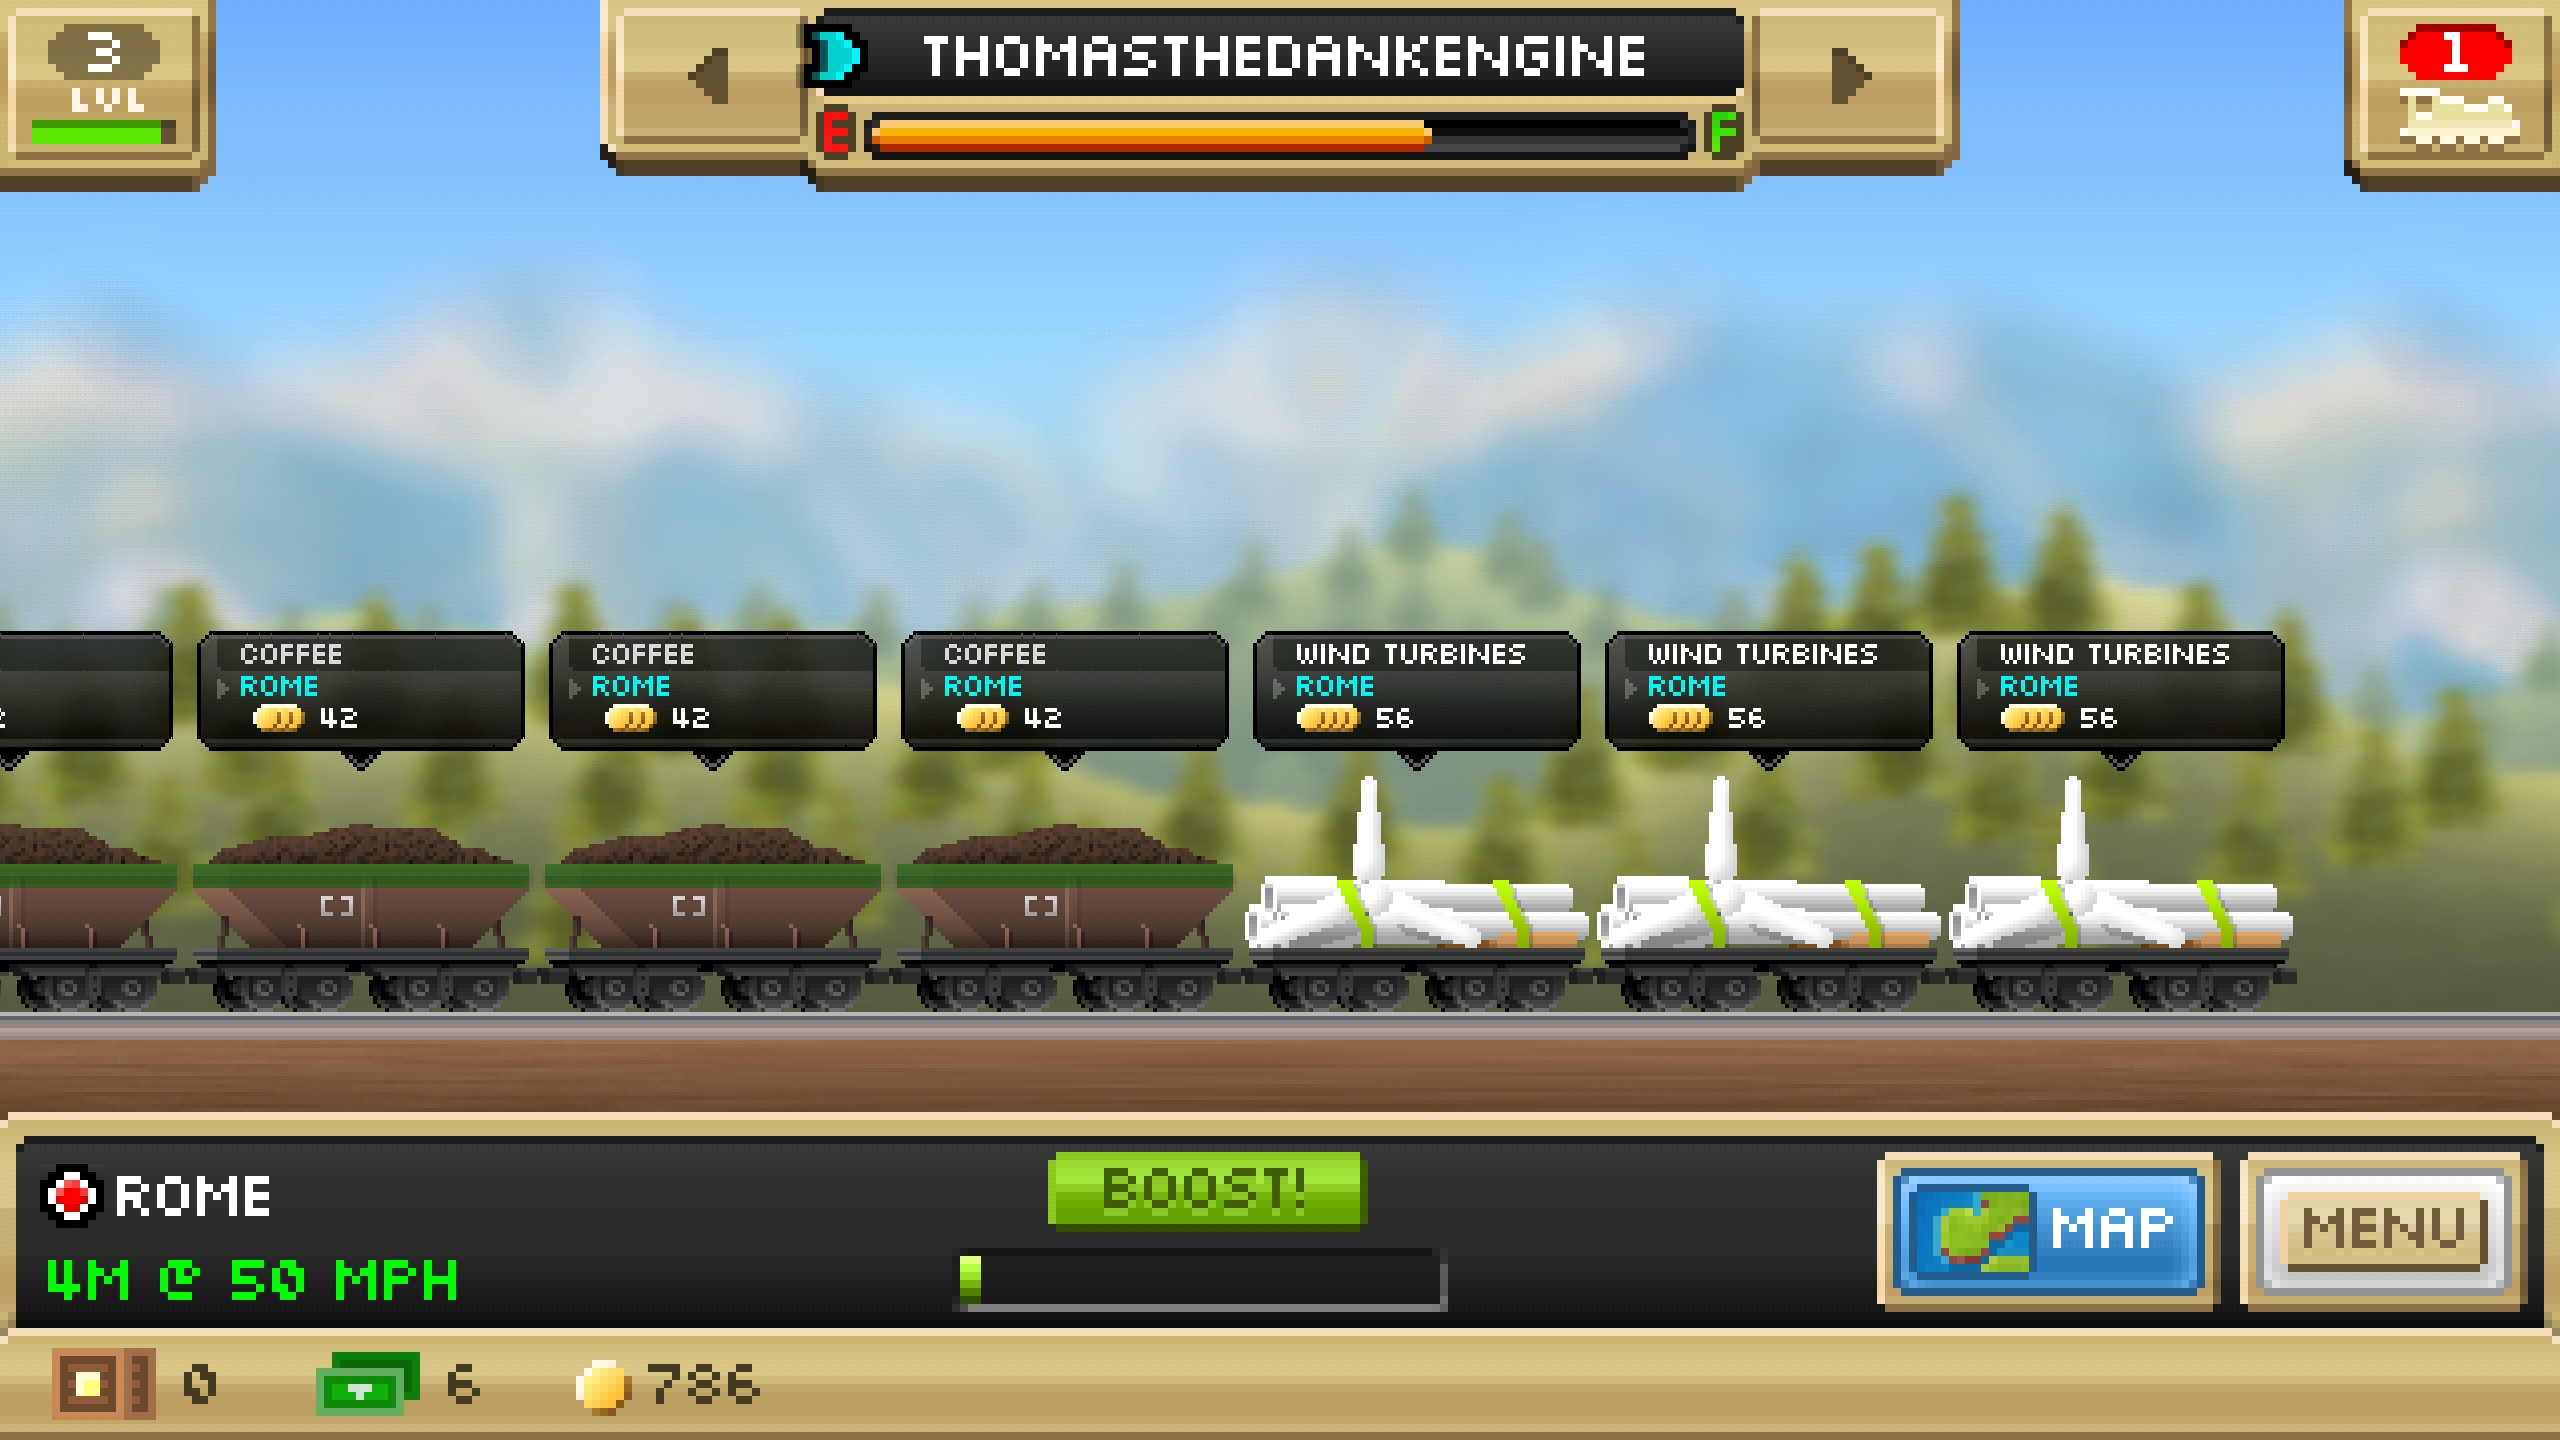 3
LVL
THOMASTHEDANKENGINE
E F
1
COFFEE
ROME
42
COFFEE
ROME
42
COFFEE
ROME
42
WIND TURBINES
ROME
56
WIND TURBINES
ROME
56
WIND TURBINES
ROME
56
ROME
4M @ 50 MPH
BOOST!
MAP
MENU
0 6 786